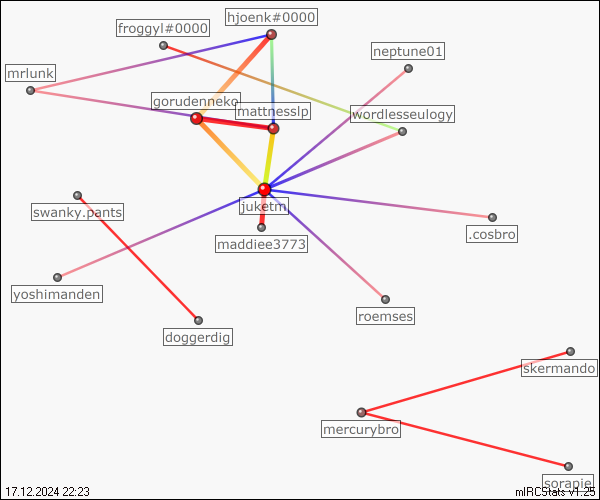 hjoenk#0000
froggyl#0000
neptune01
mrlunk
gorudenneko
mattnesslp
wordlesseulogy
juketm
swanky.pants
.cosbro
maddiee3773
yoshimanden
roemses
doggerdig
skermando
mercurybro
sorapie
17.12.2024 22:23
mIRCStats v1.25